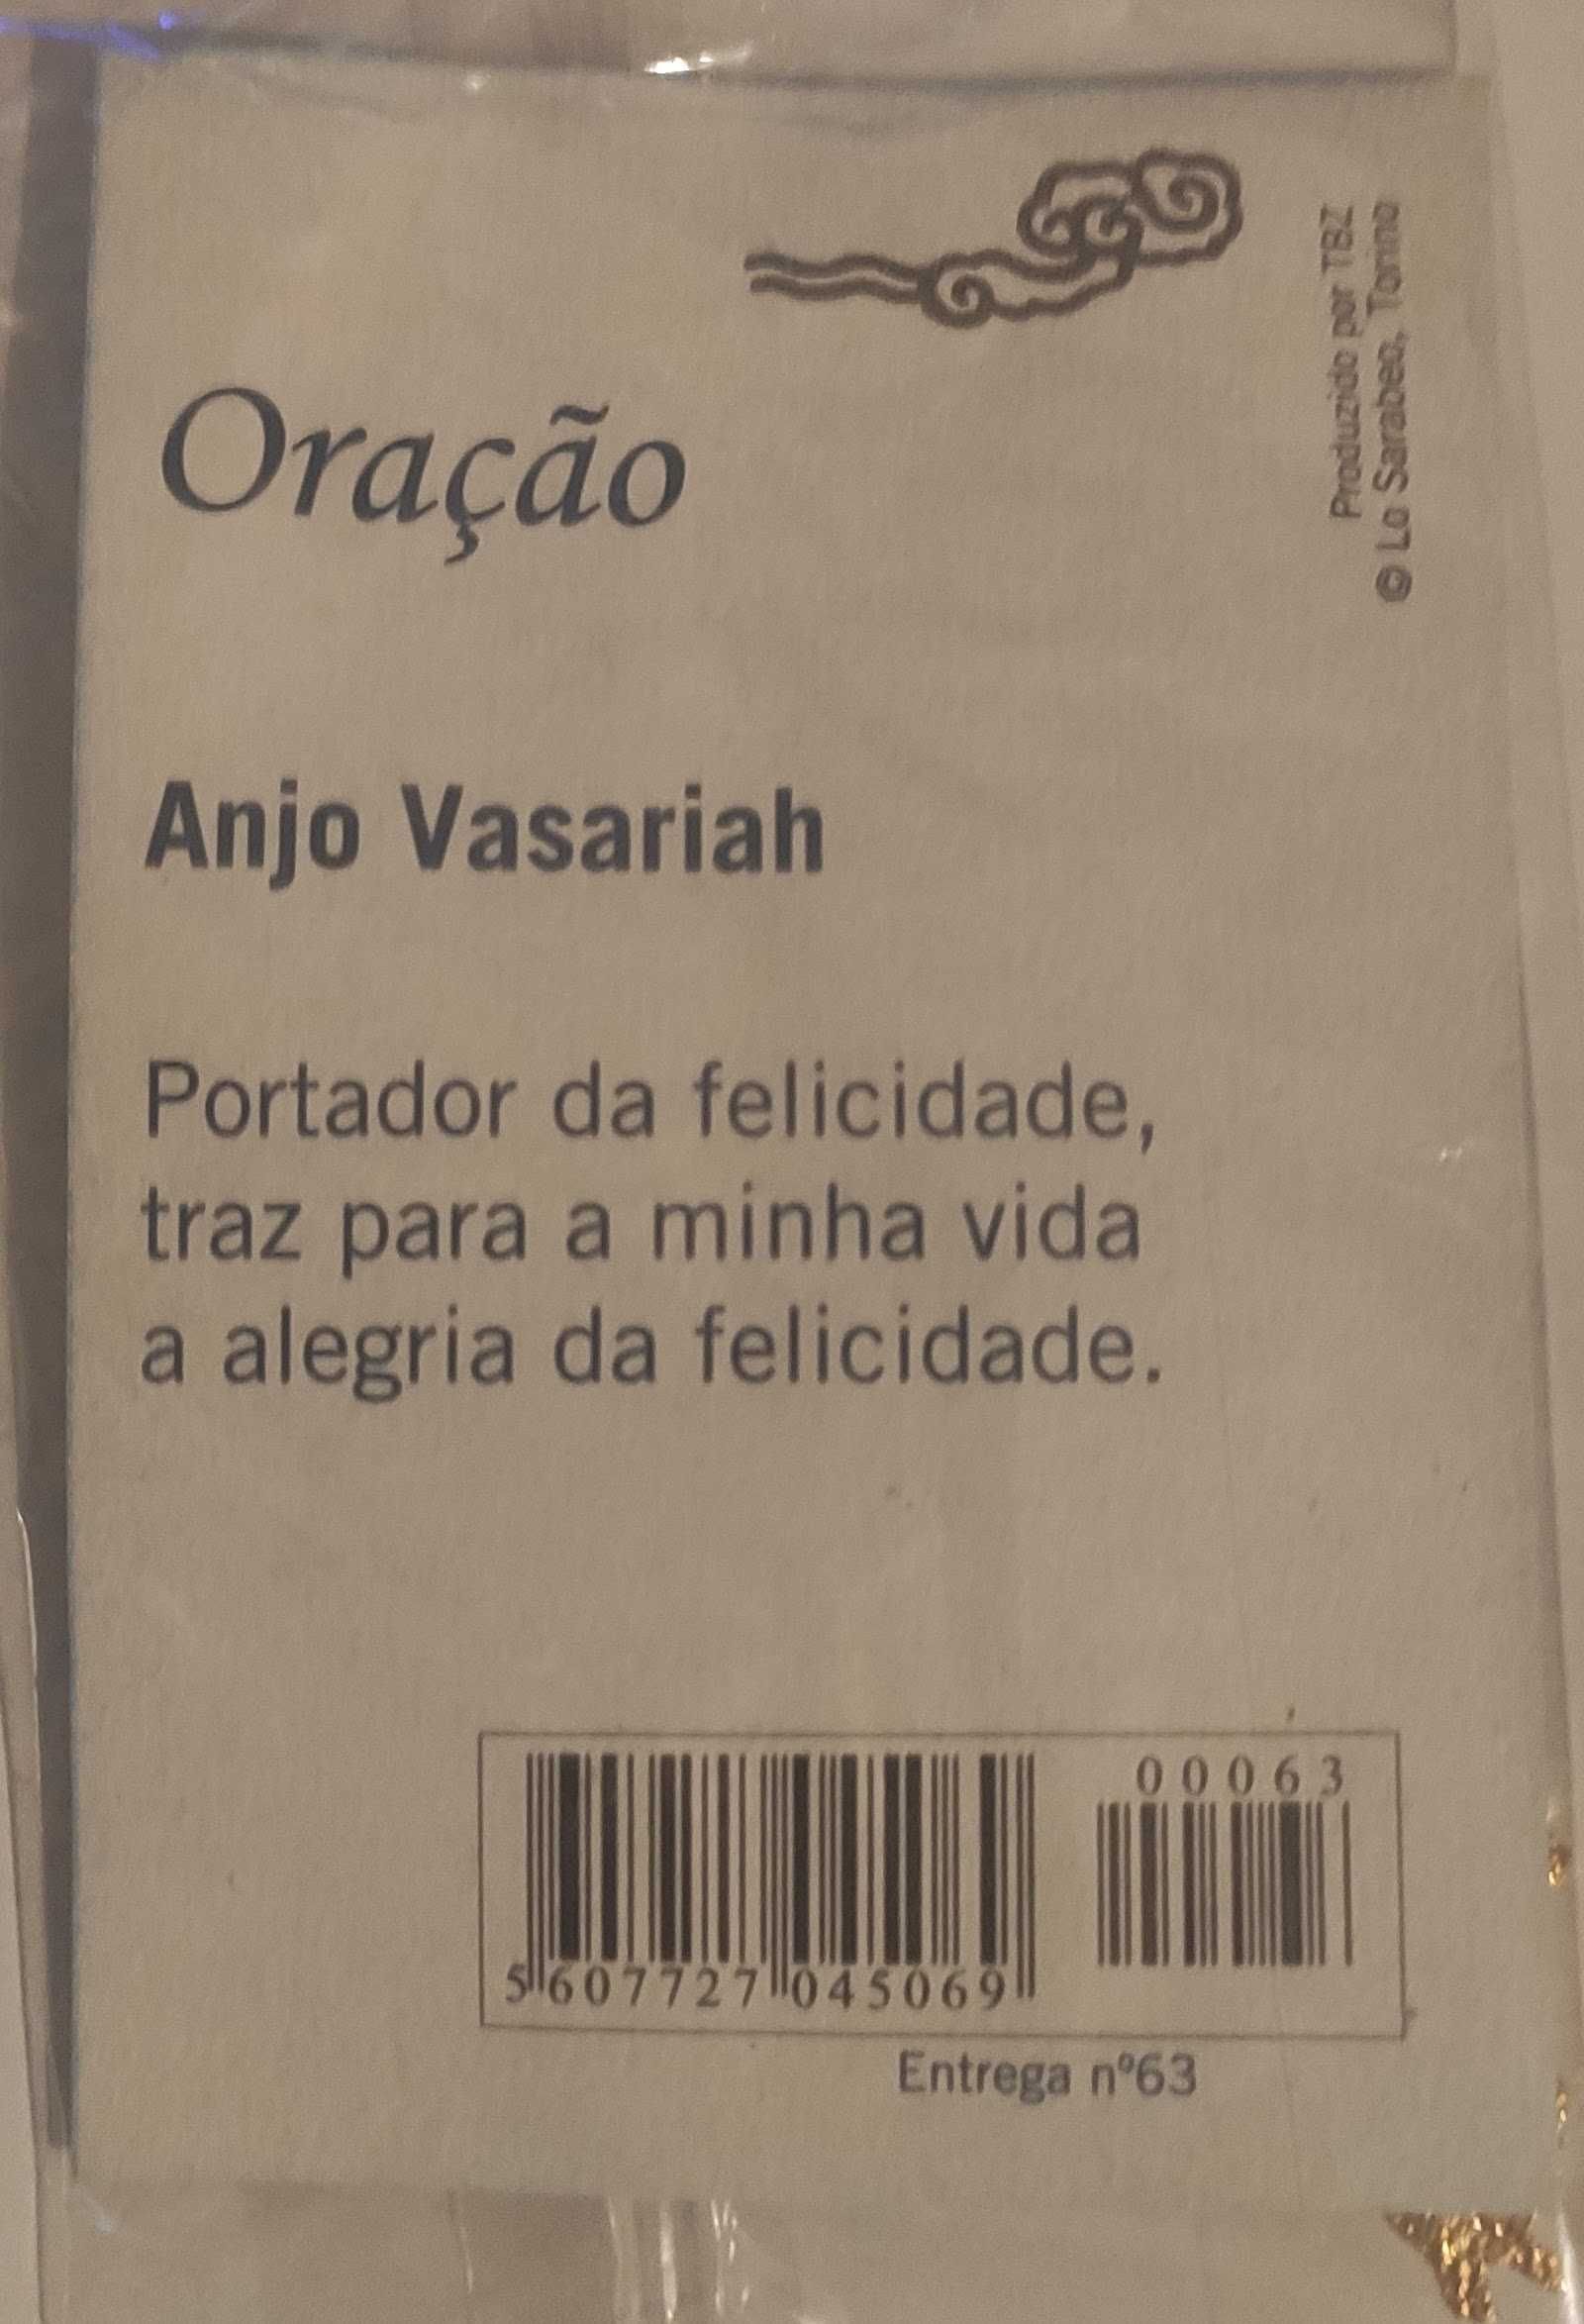 Produzido por TBZ
© Lo Sarabeo, Torino
Oração
Anjo Vasariah
Portador da felicidade,
traz para a minha vida
a alegria da felicidade.
00063
5 607727 045069
Entrega nº63